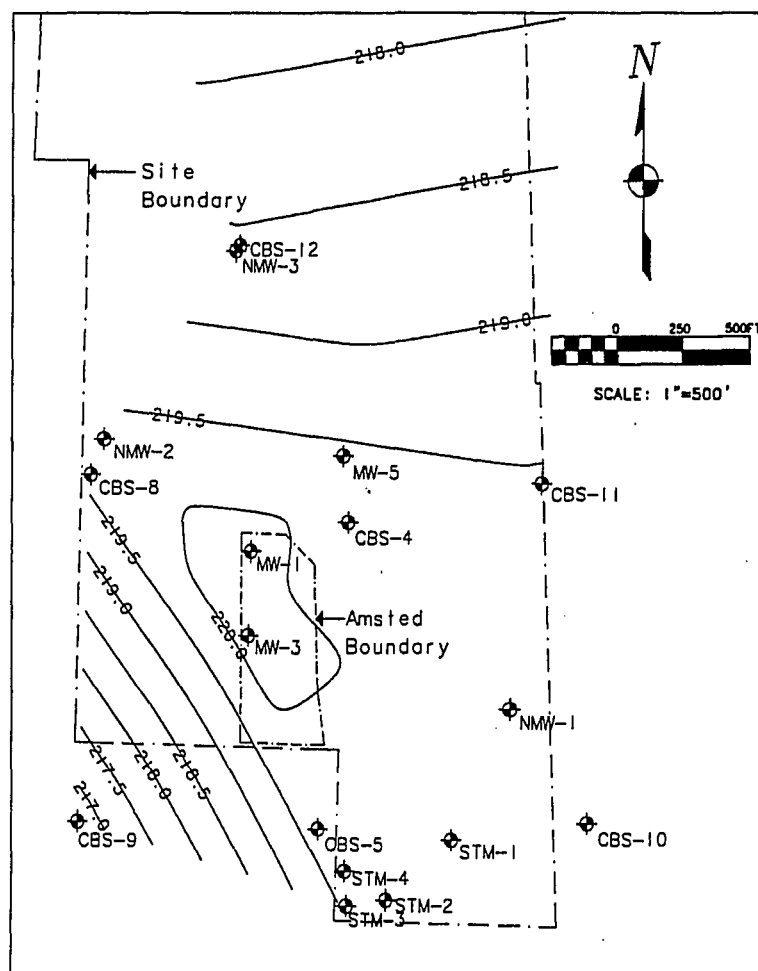 218.0
N
Site
Boundary
218.5
CBS-12
NMW-3
219.0
0 250 500FT
SCALE: 1"=500'
219.5
NMW-2
MW-5
CBS-8
CBS-11
219.5
CBS-4
MW-1
219.0
Amsted
Boundary
220.0
MW-3
NMW-1
218.5
218.0
217.5
217.0
CBS-9
OBS-5
STM-1
CBS-10
STM-4
STM-2
STM-3